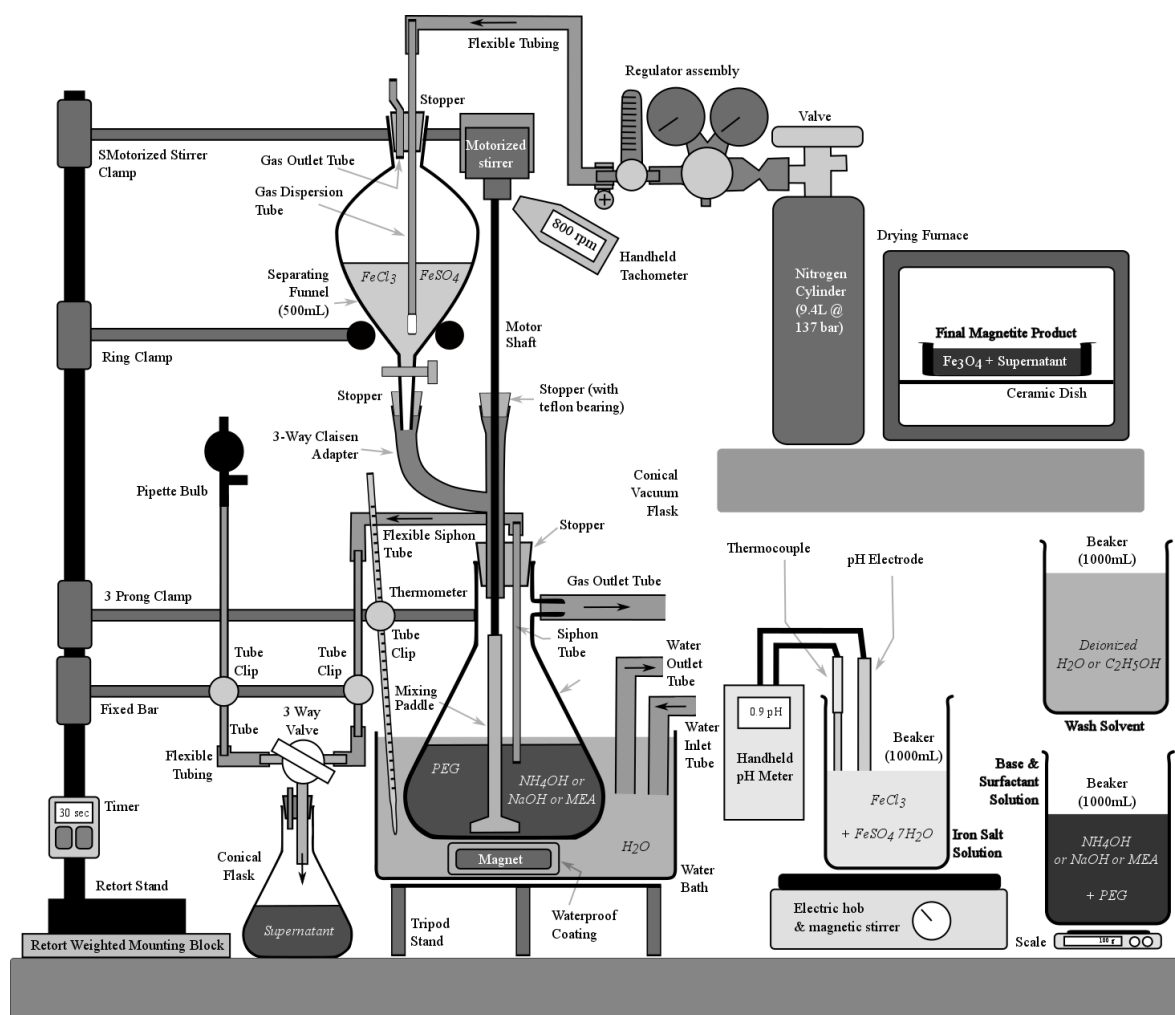 Flexible Tubing
Regulator assembly
Valve
Stopper
SMotorized Stirrer
Clamp
Motorized
stirrer
Gas Outlet Tube
Gas Dispersion
Tube
800 rpm
Handheld
Tachometer
Drying Furnace
FeCl3
FeSO4
Separating
Funnel
(500mL)
Nitrogen
Cylinder
(9.4L @
137 bar)
Final Magnetite Product
Fe3O4 + Supernatant
Ceramic Dish
Ring Clamp
Motor
Shaft
Stopper
Stopper (with
teflon bearing)
3-Way Claisen
Adapter
Pipette Bulb
Conical
Vacuum
Flask
Flexible Siphon
Tube
Stopper
Thermocouple
pH Electrode
Beaker
(1000mL)
3 Prong Clamp
Thermometer
Gas Outlet Tube
Tube
Clip
Siphon
Tube
Deionized
H2O or C2H5OH
Wash Solvent
Tube
Clip
Tube
Clip
Water
Outlet
Tube
Mixing
Paddle
Fixed Bar
Tube
3 Way
Valve
Water
Inlet
Tube
0.9 pH
Handheld
pH Meter
Beaker
(1000mL)
Flexible
Tubing
PEG
NH4OH or
NaOH or MEA
Base &
Surfactant
Solution
Beaker
(1000mL)
30 sec
Timer
FeCl3
+ FeSO4 7H2O
Iron Salt
Solution
NH4OH
or NaOH or MEA
+ PEG
H2O
Magnet
Conical
Flask
Water
Bath
Retort Stand
Supernatant
Tripod
Stand
Waterproof
Coating
Electric hob
& magnetic stirrer
Scale
100 g
Retort Weighted Mounting Block